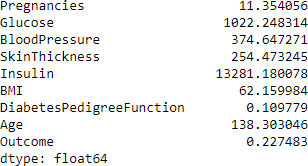 Pregnancies 11.354056
Glucose 1022.248314
BloodPressure 374.647271
SkinThickness 254.473245
Insulin 13281.180078
BMI 62.159984
DiabetesPedigreeFunction 0.109779
Age 138.303046
Outcome 0.227483
dtype: float64